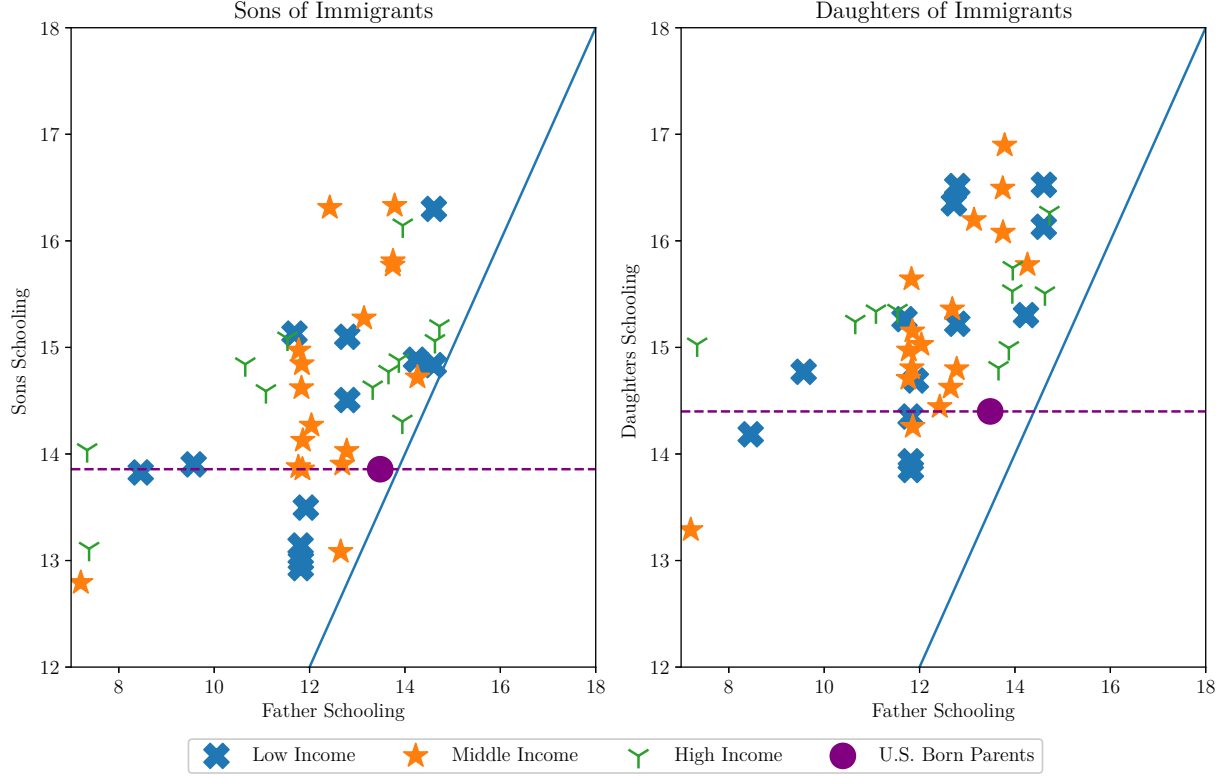 Sons of Immigrants
Daughters of Immigrants
18
17
16
15
14
13
12
Sons Schooling
8
10
12
14
16
18
Father Schooling
18
17
16
15
14
13
12
Daughters Schooling
8
10
12
14
16
18
Father Schooling
Low Income
Middle Income
High Income
U.S. Born Parents